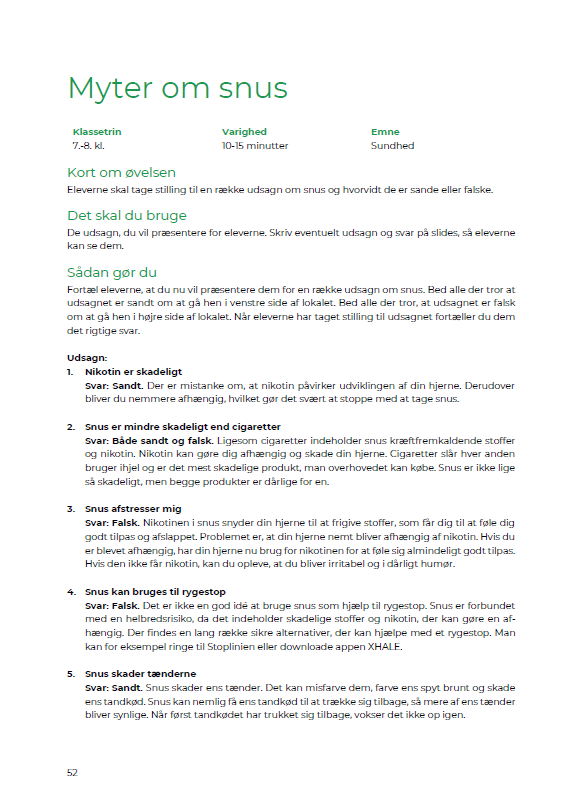 Myter om snus
Klassetrin Varighed Emne
7.-8. kl. 10-15 minutter Sundhed
Kort om øvelsen
Eleverne skal tage stilling til en række udsagn om snus og hvorvidt de er sande eller falske.
Det skal du bruge
De udsagn, du vil præsentere for eleverne. Skriv eventuelt udsagn og svar på slides, så eleverne
kan se dem.
Sådan gør du
Fortæl eleverne, at du nu vil præsentere dem for en række udsagn om snus. Bed alle der tror at
udsagnet er sandt om at gå hen i venstre side af lokalet. Bed alle der tror, at udsagnet er falsk
om at gå hen i højre side af lokalet. Når eleverne har taget stilling til udsagnet fortæller du dem
det rigtige svar.
Udsagn:
1. Nikotin er skadeligt
Svar: Sandt. Der er mistanke om, at nikotin påvirker udviklingen af din hjerne. Derudover
bliver du nemmere afhængig, hvilket gør det svært at stoppe med at tage snus.
2. Snus er mindre skadeligt end cigaretter
Svar: Både sandt og falsk. Ligesom cigaretter indeholder snus kræftfremkaldende stoffer
og nikotin. Nikotin kan gøre dig afhængig og skade din hjerne. Cigaretter slår hver anden
bruger ihjel og er det mest skadelige produkt, man overhovedet kan købe. Snus er ikke lige
så skadeligt, men begge produkter er dårlige for en.
3. Snus afstresser mig
Svar: Falsk. Nikotinen i snus snyder din hjerne til at frigive stoffer, som får dig til at føle dig
godt tilpas og afslappet. Problemet er, at din hjerne nemt bliver afhængig af nikotin. Hvis du
er blevet afhængig, har din hjerne nu brug for nikotinen for at føle sig almindeligt godt tilpas.
Hvis den ikke får nikotin, kan du opleve, at du bliver irritabel og i dårligt humør.
4. Snus kan bruges til rygestop
Svar: Falsk. Det er ikke en god idé at bruge snus som hjælp til rygestop. Snus er forbundet
med en helbredsrisiko, da det indeholder skadelige stoffer og nikotin, der kan gøre en af-
hængig. Der findes en lang række sikre alternativer, der kan hjælpe med et rygestop. Man
kan for eksempel ringe til Stoplinien eller downloade appen XHALE.
5. Snus skader tænderne
Svar: Sandt. Snus skader ens tænder. Det kan misfarve dem, farve ens spyt brunt og skade
ens tandkød. Snus kan nemlig få ens tandkød til at trække sig tilbage, så mere af ens tænder
bliver synlige. Når først tandkødet har trukket sig tilbage, vokser det ikke op igen.
52